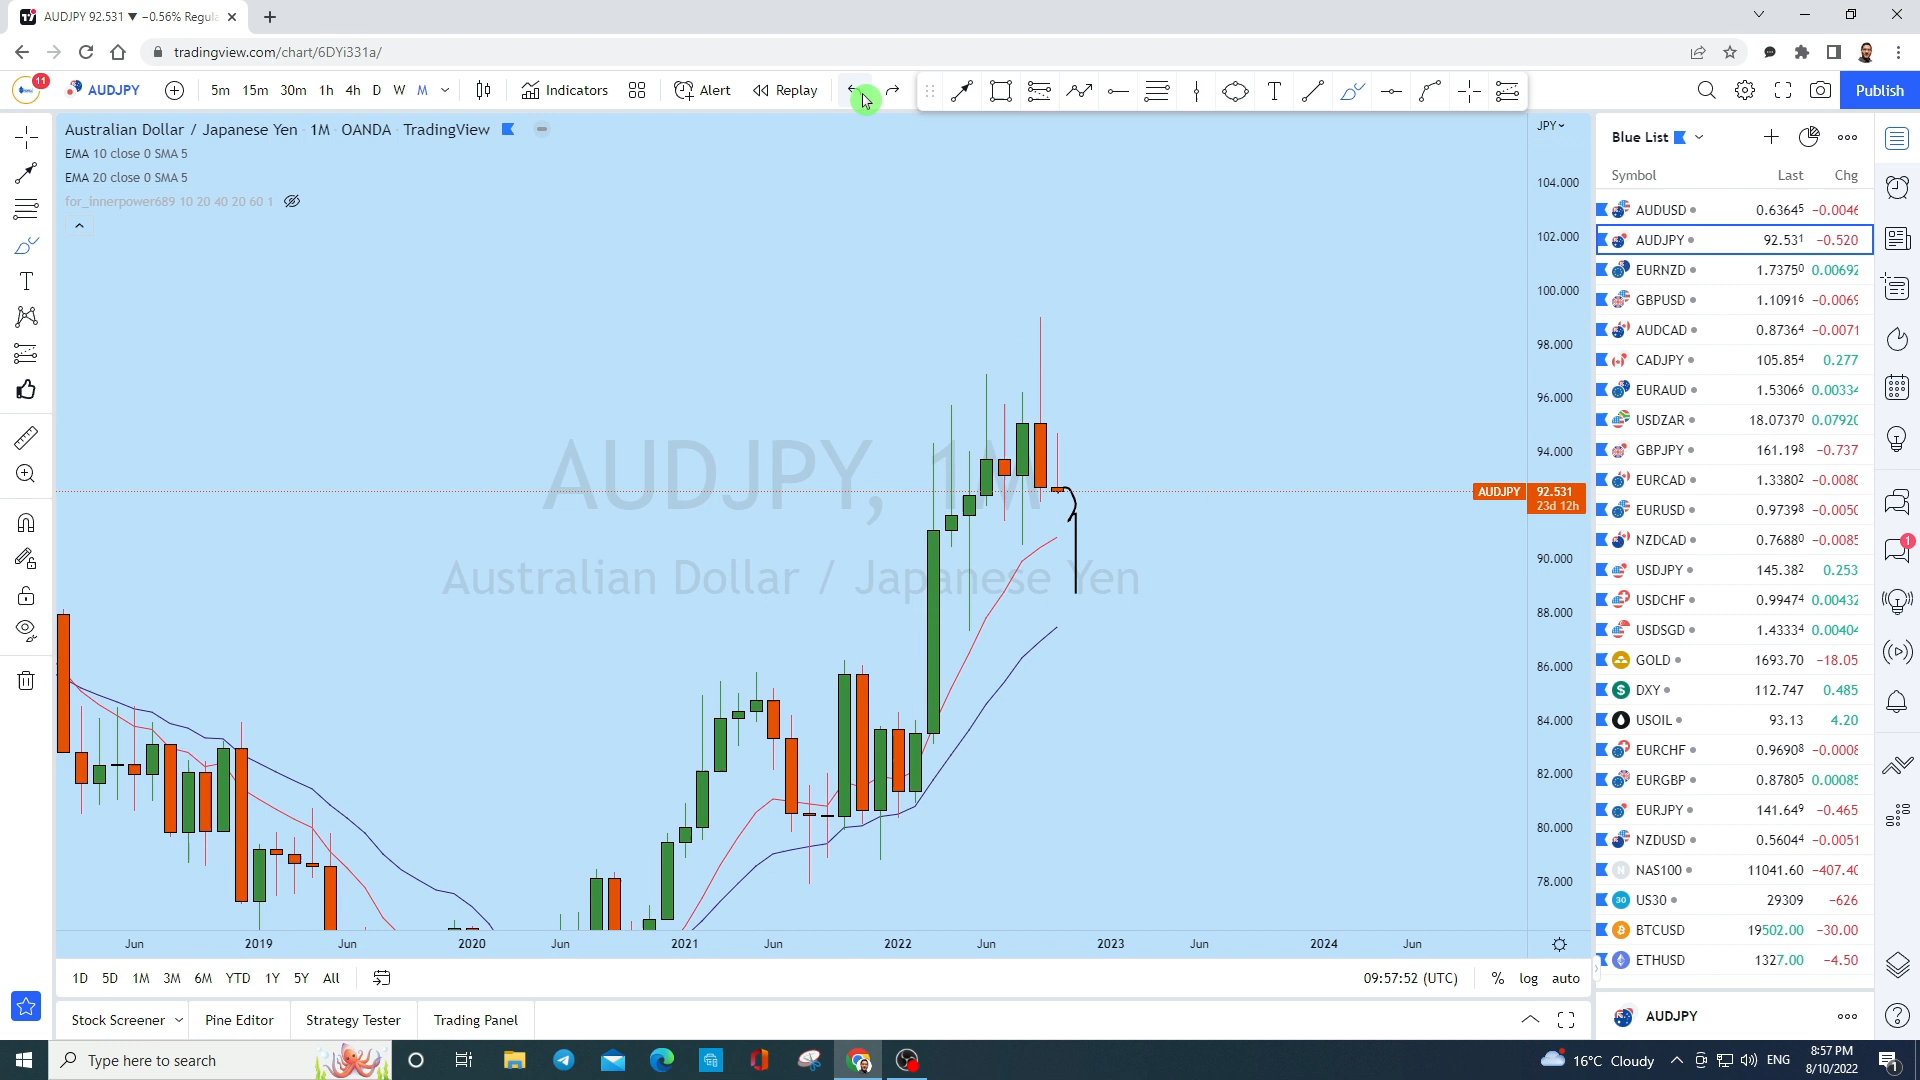 AUDJPY 92.531 ▼ −0.56% Regula
tradingview.com/chart/6DYi331a/
11 AUDJPY 5m 15m 30m 1h 4h D W M Indicators Alert Replay Publish
Australian Dollar / Japanese Yen · 1M · OANDA · TradingView
EMA 10 close 0 SMA 5
EMA 20 close 0 SMA 5
for_innerpower689 10 20 40 20 60 1
AUDJPY, 1M
Australian Dollar / Japanese Yen
JPY
104.000
102.000
100.000
98.000
96.000
94.000
AUDJPY 92.531
23d 12h
90.000
88.000
86.000
84.000
82.000
80.000
78.000
Jun 2019 Jun 2020 Jun 2021 Jun 2022 Jun 2023 Jun 2024 Jun
1D 5D 1M 3M 6M YTD 1Y 5Y All 09:57:52 (UTC) % log auto
Stock Screener Pine Editor Strategy Tester Trading Panel
Blue List
Symbol Last Chg
AUDUSD 0.63645 −0.0046
AUDJPY 92.531 −0.520
EURNZD 1.73750 0.00692
GBPUSD 1.10916 −0.0069
AUDCAD 0.87364 −0.0071
CADJPY 105.854 0.277
EURAUD 1.53066 0.00334
USDZAR 18.07370 0.07920
GBPJPY 161.198 −0.737
EURCAD 1.33802 −0.0080
EURUSD 0.97398 −0.0050
NZDCAD 0.76880 −0.0085
USDJPY 145.382 0.253
USDCHF 0.99474 0.00432
USDSGD 1.43334 0.00404
GOLD 1693.70 −18.05
DXY 112.747 0.485
USOIL 93.13 4.20
EURCHF 0.96908 −0.0008
EURGBP 0.87805 0.00085
EURJPY 141.649 −0.465
NZDUSD 0.56044 −0.0051
NAS100 11041.60 −407.40
US30 29309 −626
BTCUSD 19502.00 −30.00
ETHUSD 1327.00 −4.50
AUDJPY
1
Type here to search
16°C Cloudy ENG 8:57 PM
8/10/2022
1